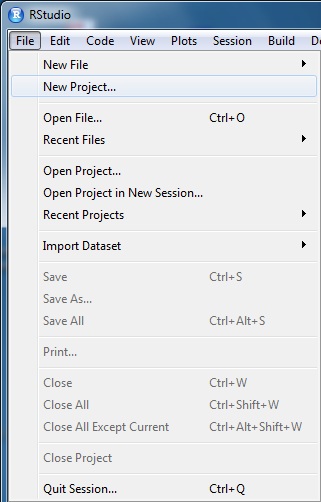 RStudio
File Edit Code View Plots Session Build De
New File
New Project...
Open File... Ctrl+O
Recent Files
Open Project...
Open Project in New Session...
Recent Projects
Import Dataset
Save Ctrl+S
Save As...
Save All Ctrl+Alt+S
Print...
Close Ctrl+W
Close All Ctrl+Shift+W
Close All Except Current Ctrl+Alt+Shift+W
Close Project
Quit Session... Ctrl+Q